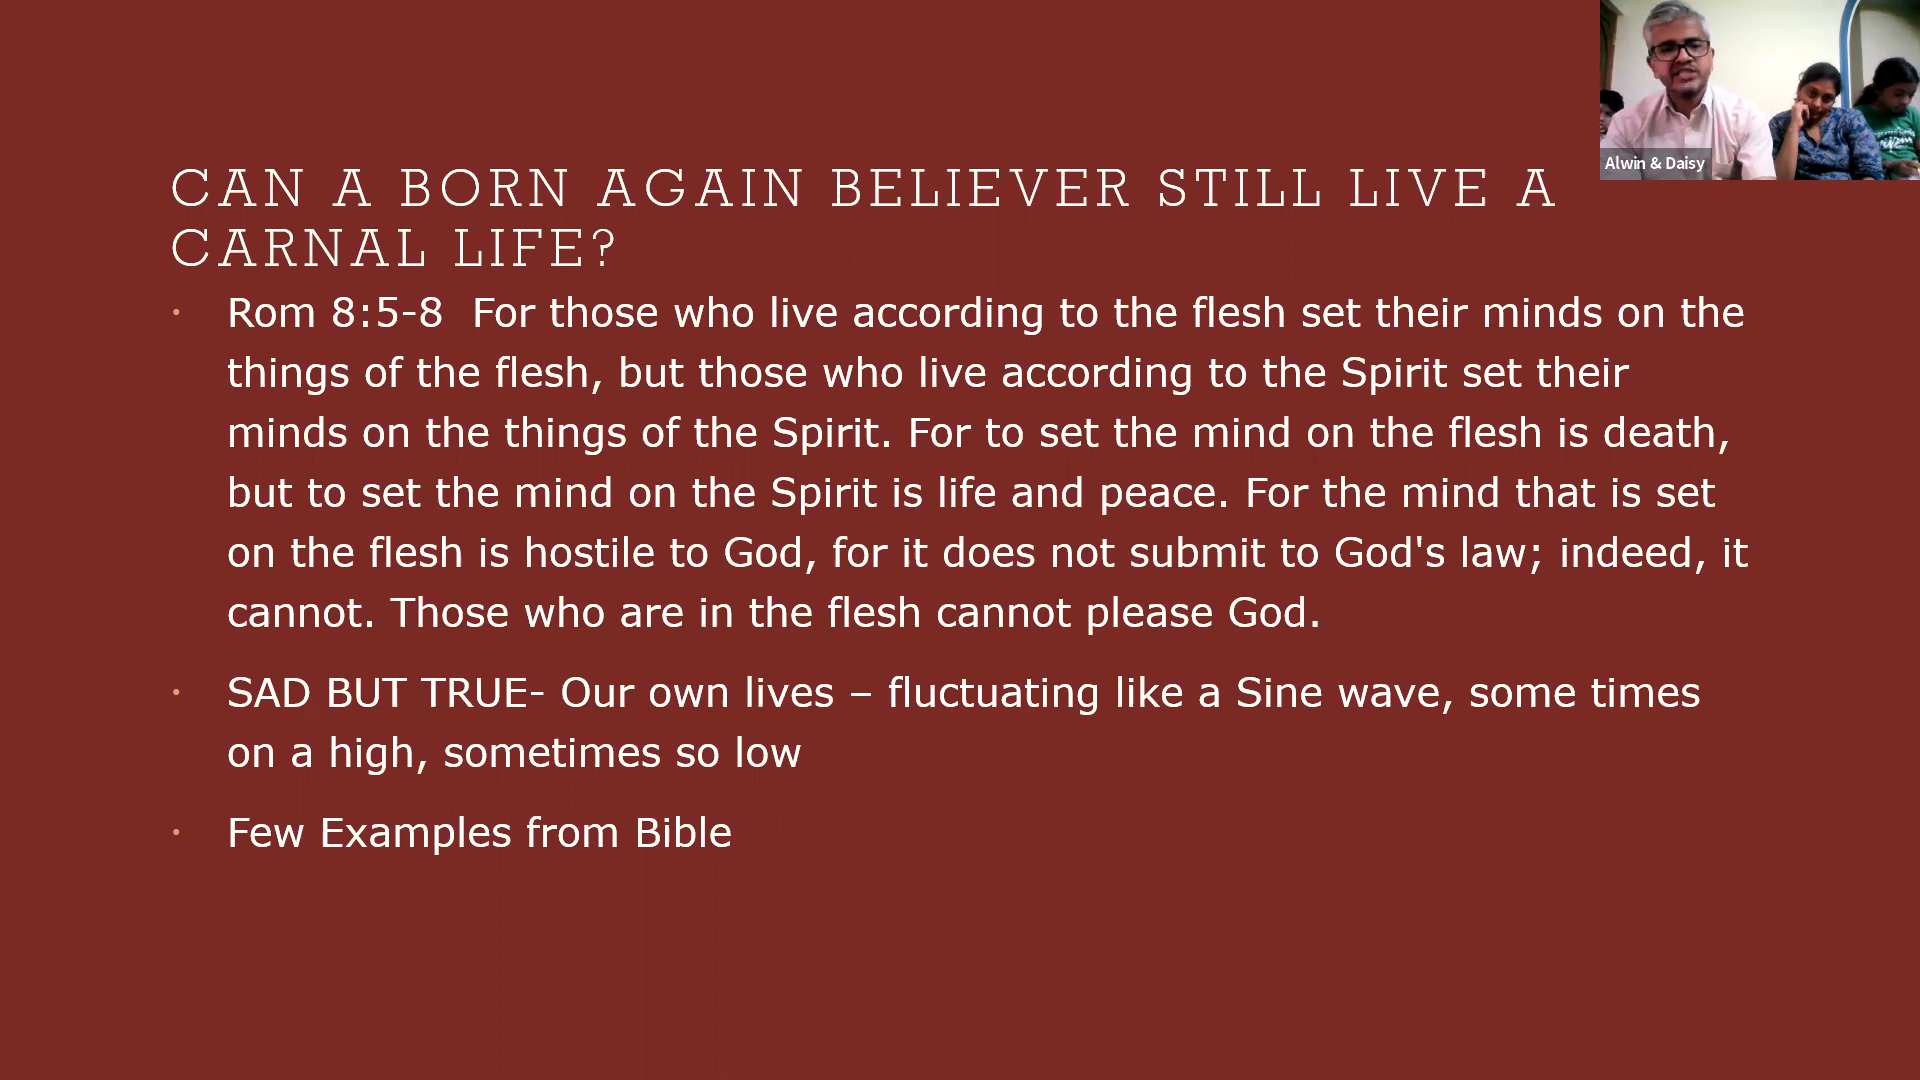 Alwin & Daisy
CAN A BORN AGAIN BELIEVER STILL LIVE A
CARNAL LIFE?
· Rom 8:5-8  For those who live according to the flesh set their minds on the
things of the flesh, but those who live according to the Spirit set their
minds on the things of the Spirit. For to set the mind on the flesh is death,
but to set the mind on the Spirit is life and peace. For the mind that is set
on the flesh is hostile to God, for it does not submit to God's law; indeed, it
cannot. Those who are in the flesh cannot please God.
· SAD BUT TRUE- Our own lives – fluctuating like a Sine wave, some times
on a high, sometimes so low
· Few Examples from Bible